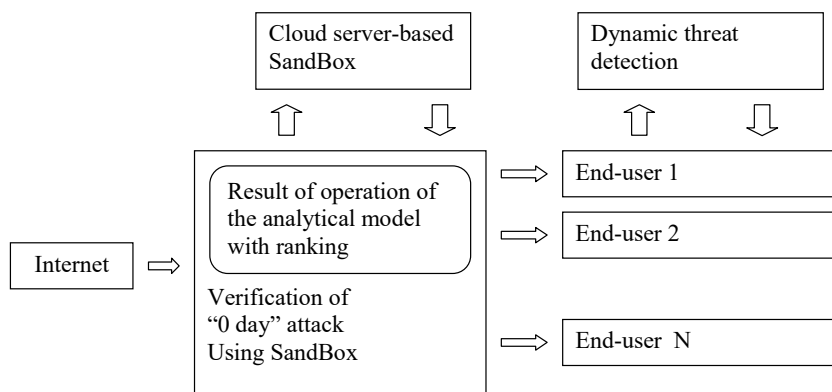 Cloud server-based
SandBox
Dynamic threat
detection
Result of operation of
the analytical model
with ranking
Internet
Verification of
“0 day” attack
Using SandBox
End-user 1
End-user 2
End-user N